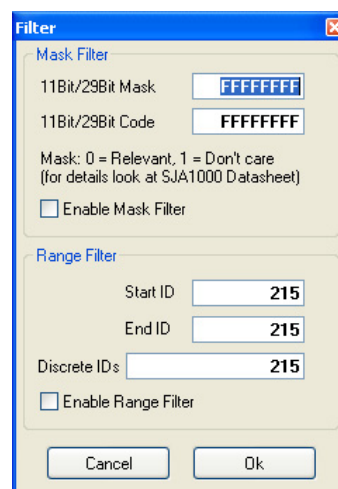 Filter
Mask Filter
11Bit/29Bit Mask FFFFFFFF
11Bit/29Bit Code FFFFFFFF
Mask: 0 = Relevant, 1 = Don't care
(for details look at SJA1000 Datasheet)
Enable Mask Filter
Range Filter
Start ID 215
End ID 215
Discrete IDs 215
Enable Range Filter
Cancel Ok